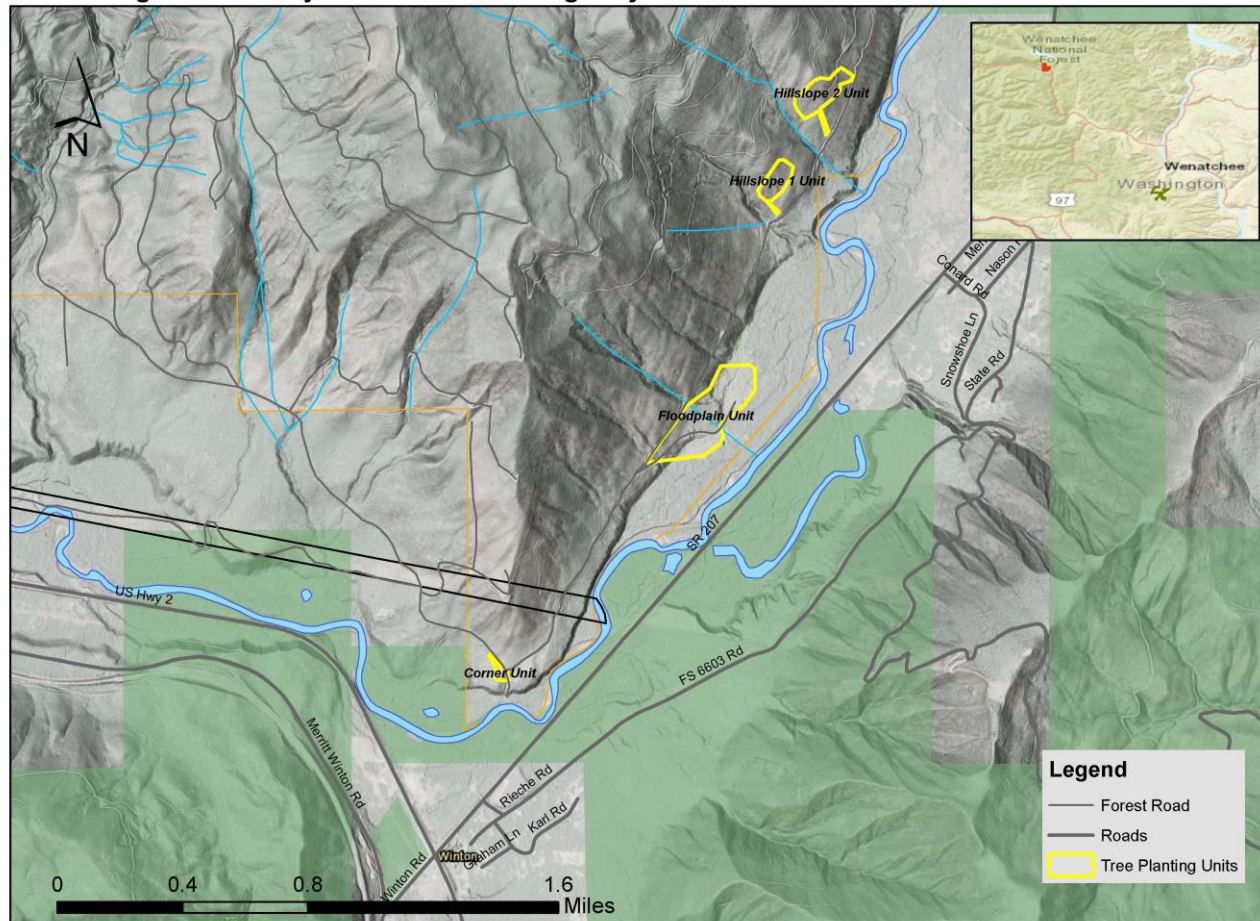 N
Hillslope 2 Unit
Hillslope 1 Unit
Floodplain Unit
Corner Unit
Wenatchee
National
Forest
Wenatchee
Washington
97
Conard Rd
Snowshoe Ln
State Rd
SR 207
US Hwy 2
FS 6603 Rd
Merritt Winton Rd
Rieche Rd
Karl Rd
Graham Ln
Winton
Winton Rd
Legend
Forest Road
Roads
Tree Planting Units
0 0.4 0.8 1.6
Miles